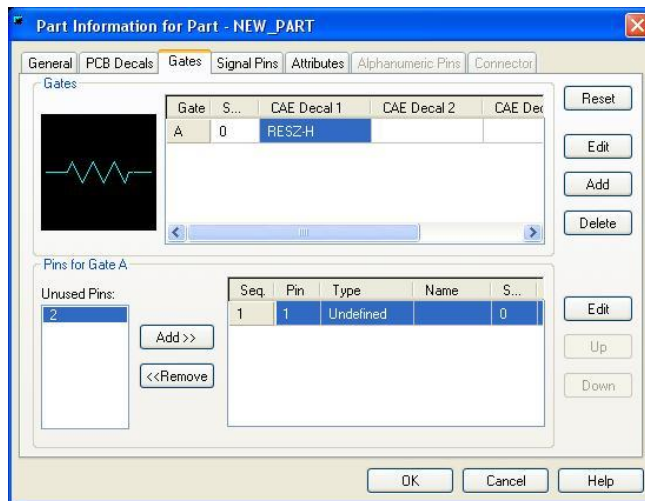 Part Information for Part - NEW_PART
General PCB Decals Gates Signal Pins Attributes Alphanumeric Pins Connector
Gates
Gate S... CAE Decal 1 CAE Decal 2 CAE Dec
A 0 RESZ-H
Reset
Edit
Add
Delete
Pins for Gate A
Unused Pins:
2
Add >>
<<Remove
Seq. Pin Type Name S...
1 1 Undefined 0
Edit
Up
Down
OK Cancel Help